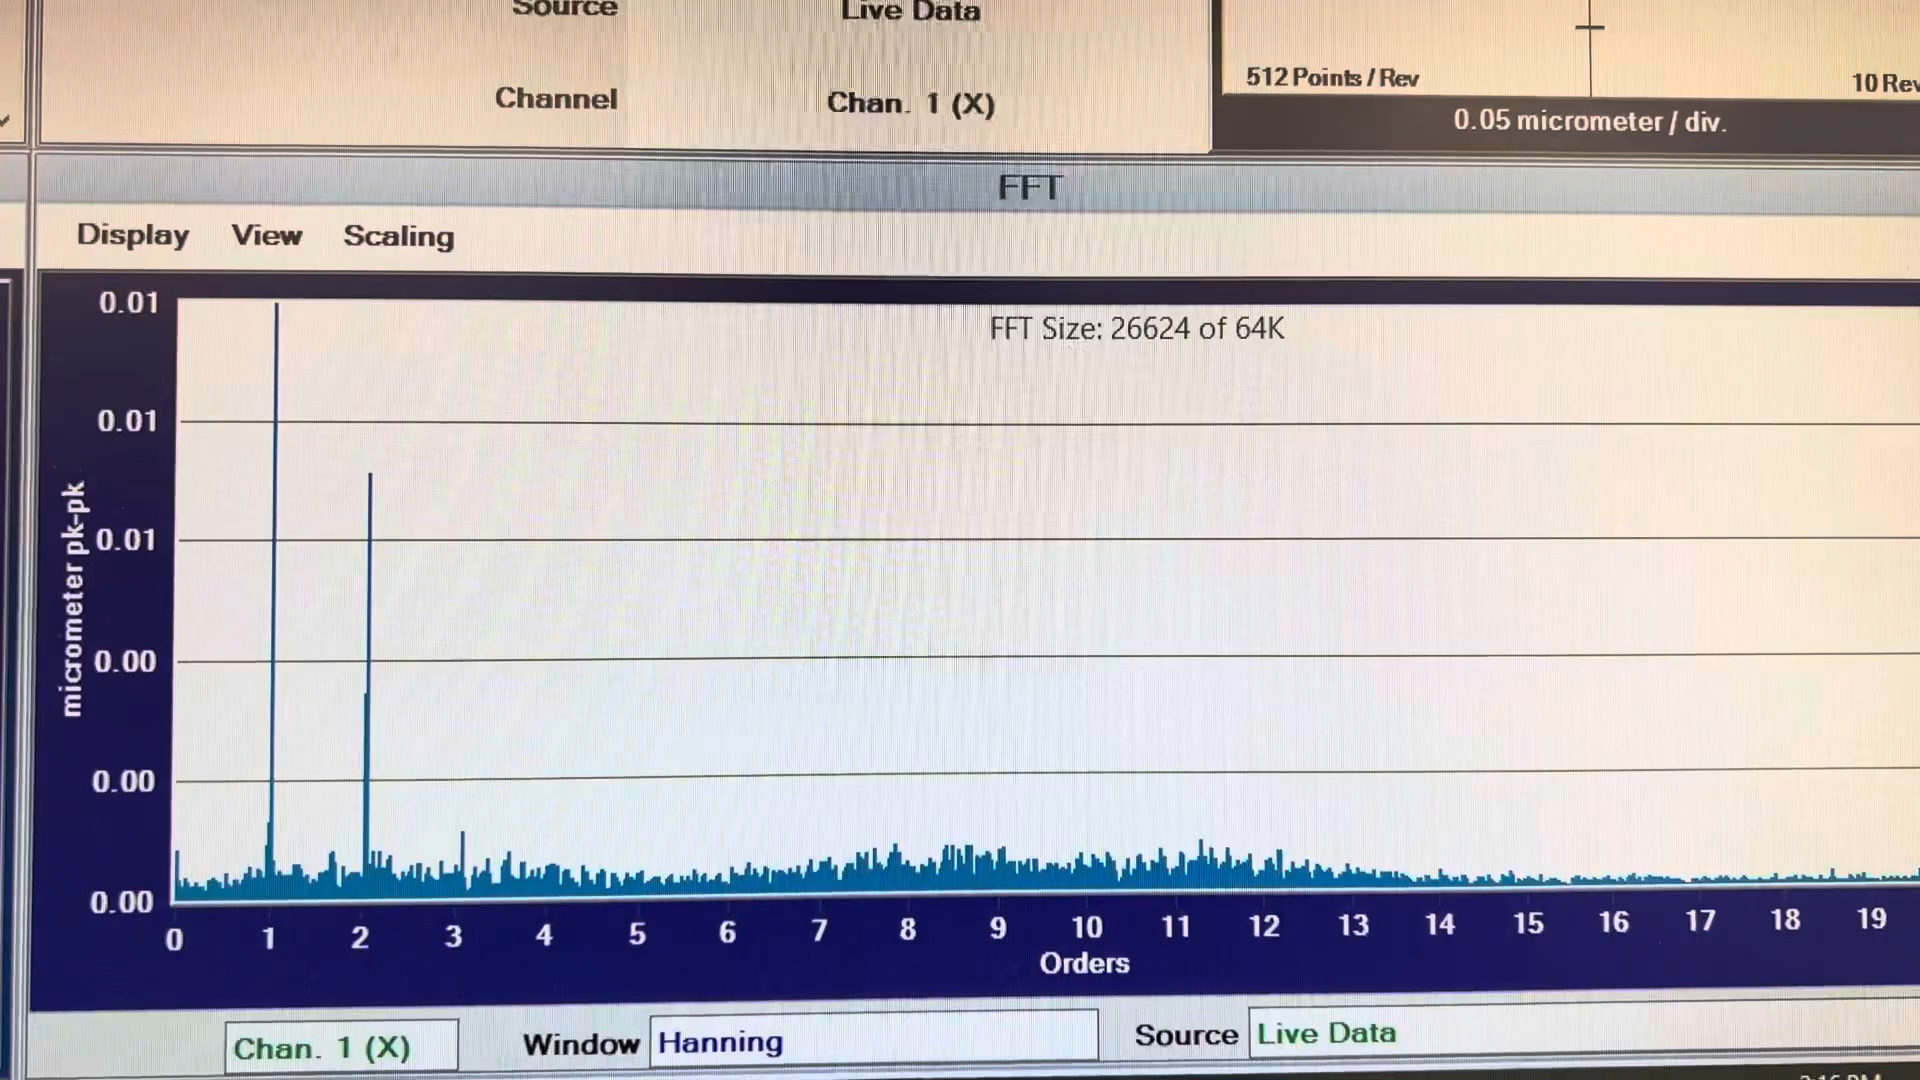 Source Live Data
512 Points / Rev
10 Rev
Channel Chan. 1 (X)
0.05 micrometer / div.
FFT
Display View Scaling
0.01
FFT Size: 26624 of 64K
0.01
0.01
0.00
0.00
0.00
micrometer pk-pk
0 1 2 3 4 5 6 7 8 9 10 11 12 13 14 15 16 17 18 19
Orders
Chan. 1 (X) Window Hanning Source Live Data